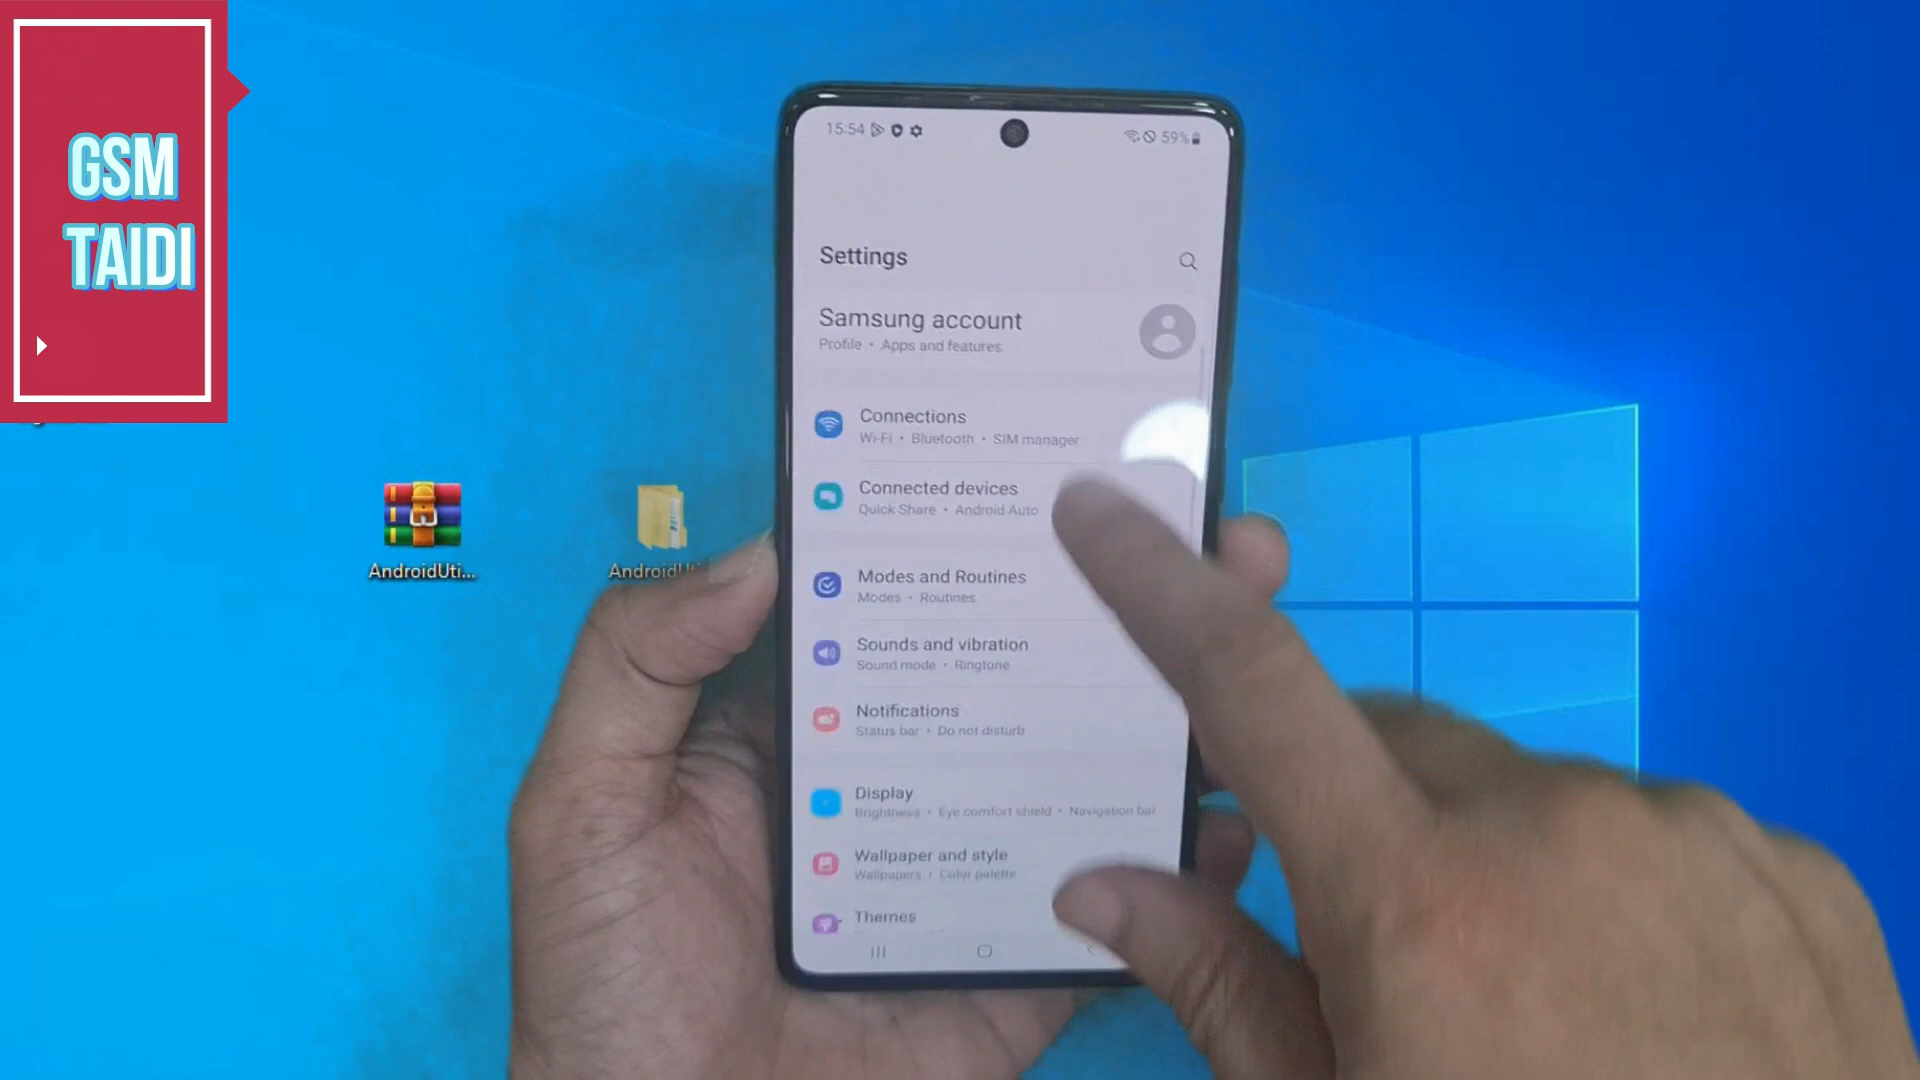 GSM
TAIDI
15:54
59%
Settings
Samsung account
Profile • Apps and features
Connections
Wi-Fi • Bluetooth • SIM manager
Connected devices
Quick Share • Android Auto
Modes and Routines
Modes • Routines
Sounds and vibration
Sound mode • Ringtone
Notifications
Status bar • Do not disturb
Display
Brightness • Eye comfort shield • Navigation bar
Wallpaper and style
Wallpapers • Color palette
Themes
AndroidUti...